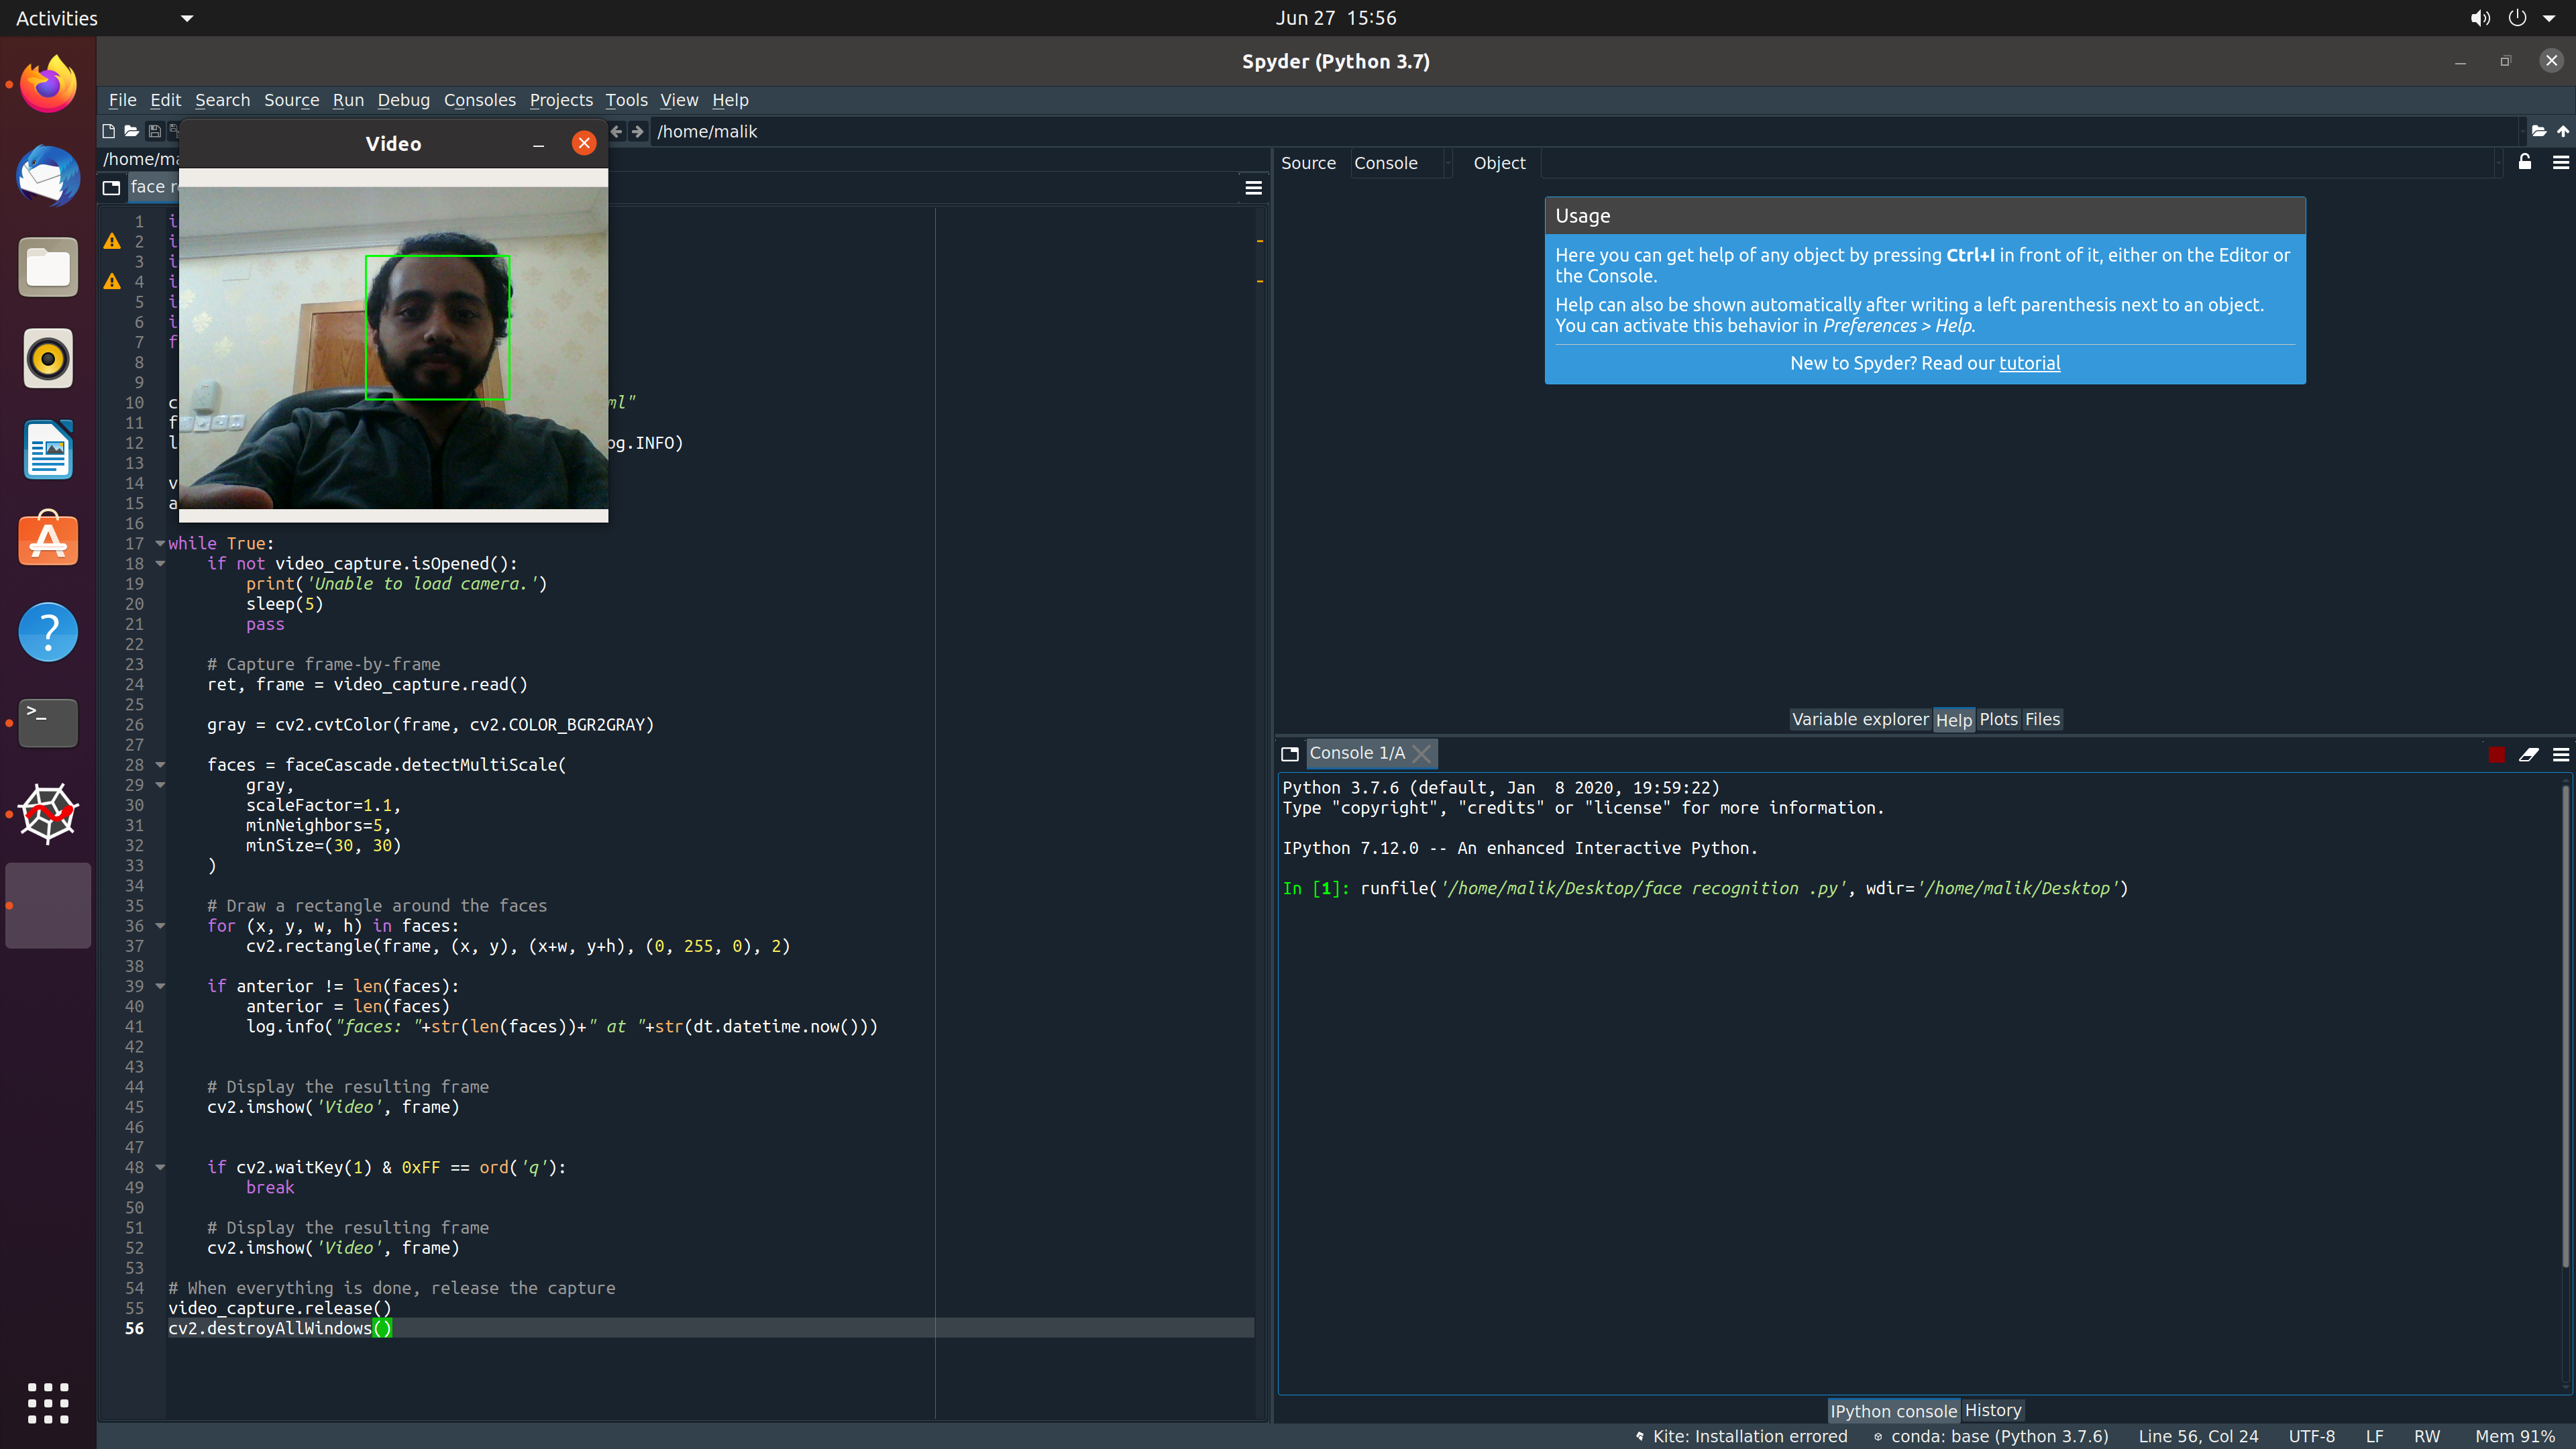 Activities
Jun 27 15:56
Spyder (Python 3.7)
File Edit Search Source Run Debug Consoles Projects Tools View Help
/home/malik
Video
/home/ma
face r
Source Console Object
Usage
Here you can get help of any object by pressing Ctrl+I in front of it, either on the Editor or
the Console.
Help can also be shown automatically after writing a left parenthesis next to an object.
You can activate this behavior in Preferences > Help.
New to Spyder? Read our tutorial
1 i
2 i
3 i
4 i
5 i
6 i
7 f
8
9
10 c ml"
11 f
12 l og.INFO)
13
14 v
15 a
16
17 while True:
18 if not video_capture.isOpened():
19 print('Unable to load camera.')
20 sleep(5)
21 pass
22
23 # Capture frame-by-frame
24 ret, frame = video_capture.read()
25
26 gray = cv2.cvtColor(frame, cv2.COLOR_BGR2GRAY)
27
28 faces = faceCascade.detectMultiScale(
29 gray,
30 scaleFactor=1.1,
31 minNeighbors=5,
32 minSize=(30, 30)
33 )
34
35 # Draw a rectangle around the faces
36 for (x, y, w, h) in faces:
37 cv2.rectangle(frame, (x, y), (x+w, y+h), (0, 255, 0), 2)
38
39 if anterior != len(faces):
40 anterior = len(faces)
41 log.info("faces: "+str(len(faces))+" at "+str(dt.datetime.now()))
42
43
44 # Display the resulting frame
45 cv2.imshow('Video', frame)
46
47
48 if cv2.waitKey(1) & 0xFF == ord('q'):
49 break
50
51 # Display the resulting frame
52 cv2.imshow('Video', frame)
53
54 # When everything is done, release the capture
55 video_capture.release()
56 cv2.destroyAllWindows()
Variable explorer Help Plots Files
Console 1/A
Python 3.7.6 (default, Jan 8 2020, 19:59:22)
Type "copyright", "credits" or "license" for more information.
IPython 7.12.0 -- An enhanced Interactive Python.
In [1]: runfile('/home/malik/Desktop/face recognition .py', wdir='/home/malik/Desktop')
IPython console History
Kite: Installation errored conda: base (Python 3.7.6) Line 56, Col 24 UTF-8 LF RW Mem 91%